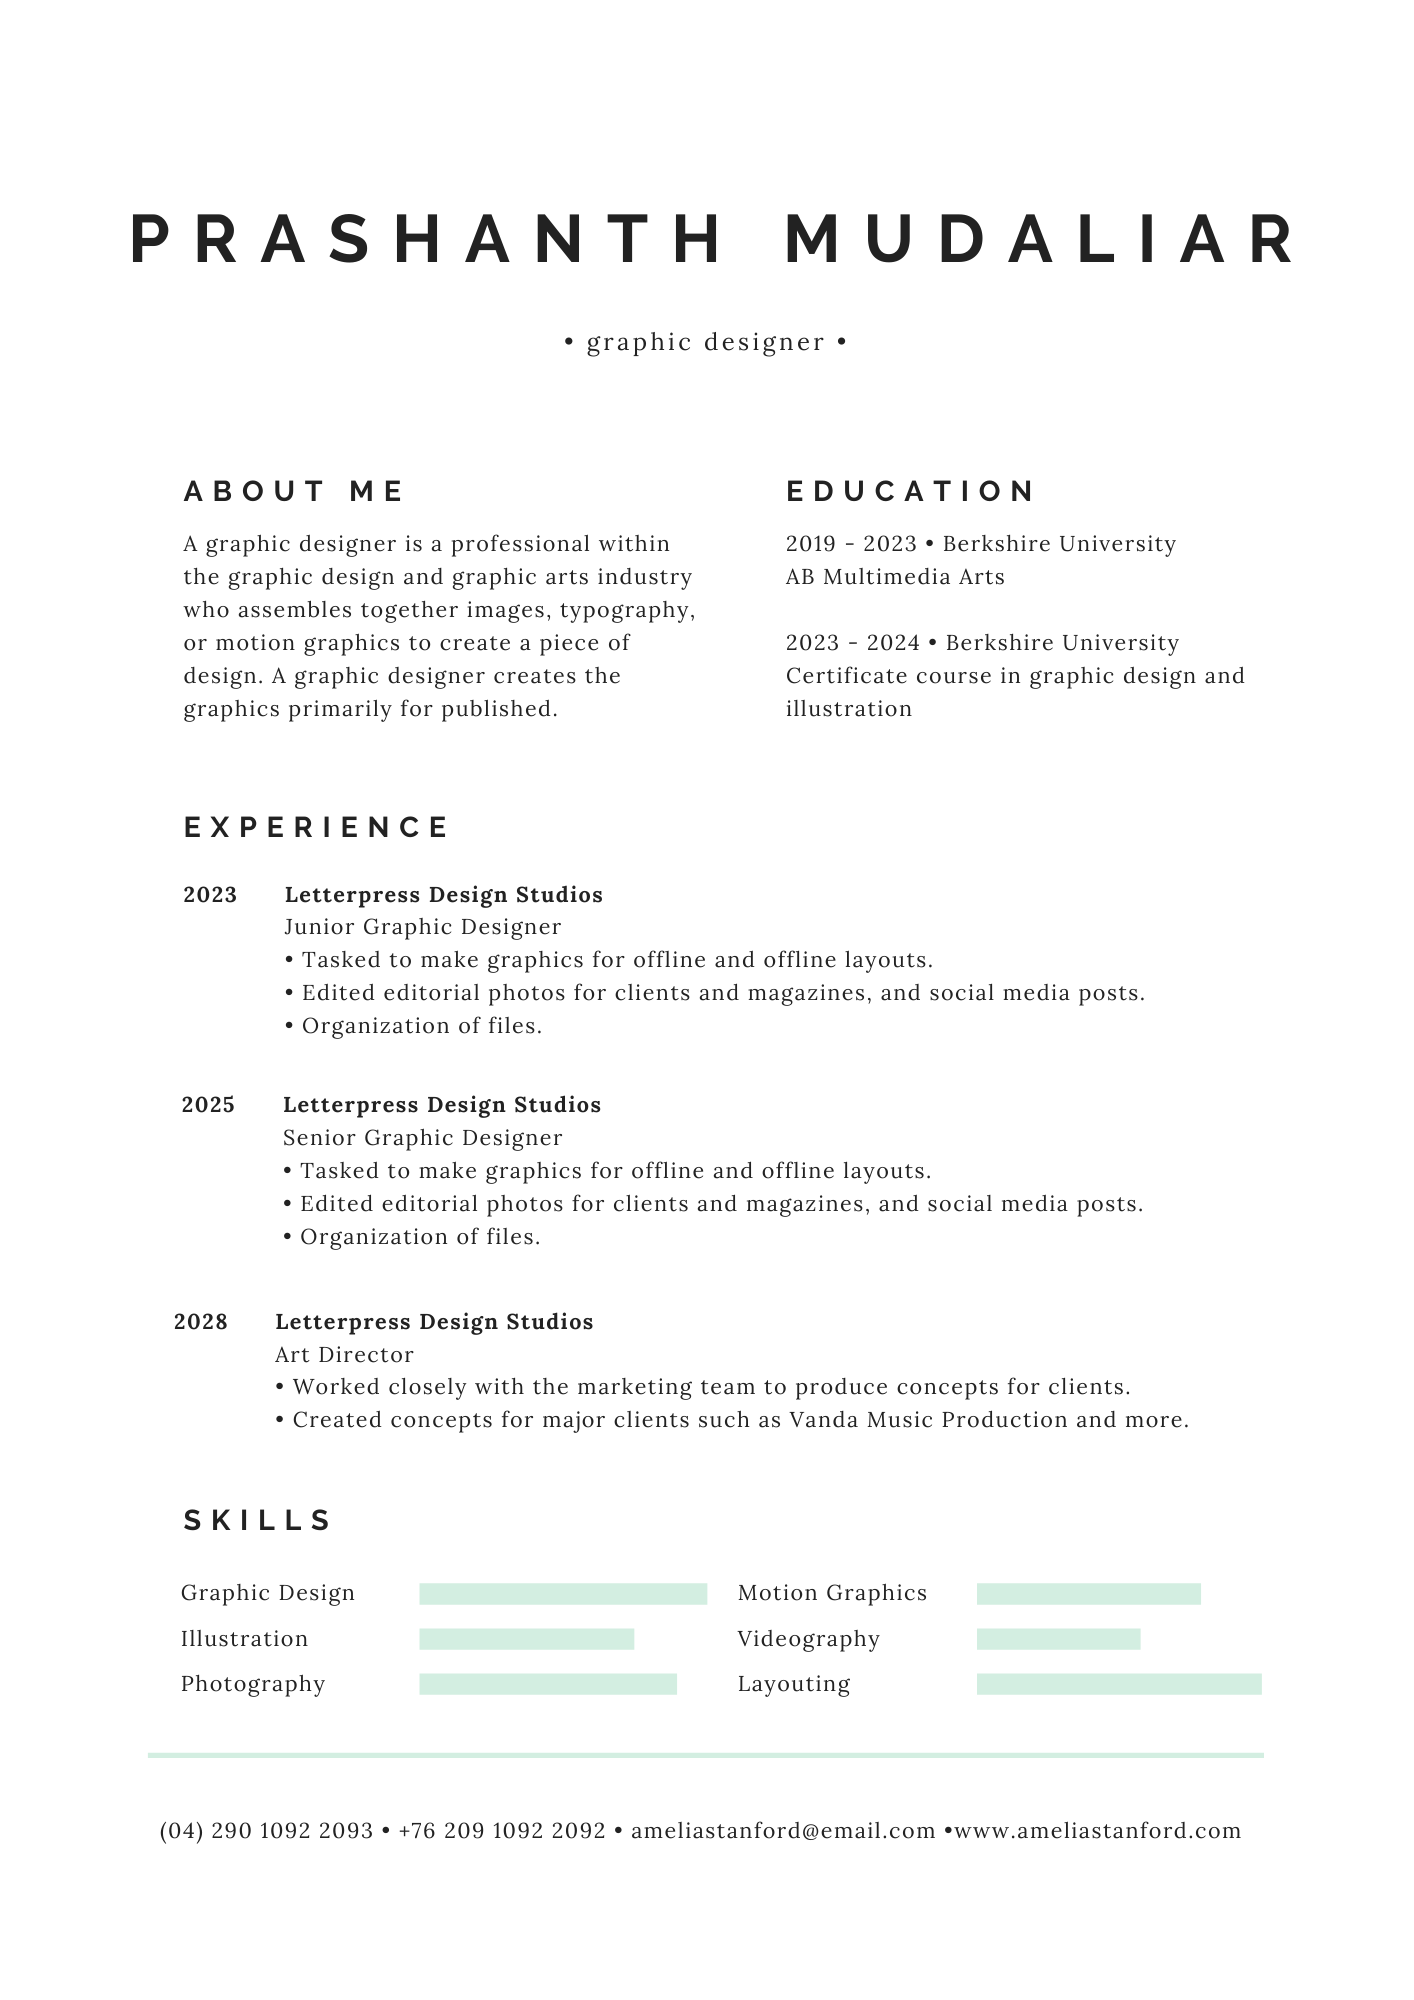 PRASHANTH MUDALIAR
• graphic designer •
ABOUT ME
A graphic designer is a professional within
the graphic design and graphic arts industry
who assembles together images, typography,
or motion graphics to create a piece of
design. A graphic designer creates the
graphics primarily for published.
EDUCATION
2019 - 2023 • Berkshire University
AB Multimedia Arts
2023 - 2024 • Berkshire University
Certificate course in graphic design and
illustration
EXPERIENCE
2023 Letterpress Design Studios
Junior Graphic Designer
• Tasked to make graphics for offline and offline layouts.
• Edited editorial photos for clients and magazines, and social media posts.
• Organization of files.
2025 Letterpress Design Studios
Senior Graphic Designer
• Tasked to make graphics for offline and offline layouts.
• Edited editorial photos for clients and magazines, and social media posts.
• Organization of files.
2028 Letterpress Design Studios
Art Director
• Worked closely with the marketing team to produce concepts for clients.
• Created concepts for major clients such as Vanda Music Production and more.
SKILLS
Graphic Design
Illustration
Photography
Motion Graphics
Videography
Layouting
(04) 290 1092 2093 • +76 209 1092 2092 • ameliastanford@email.com •www.ameliastanford.com